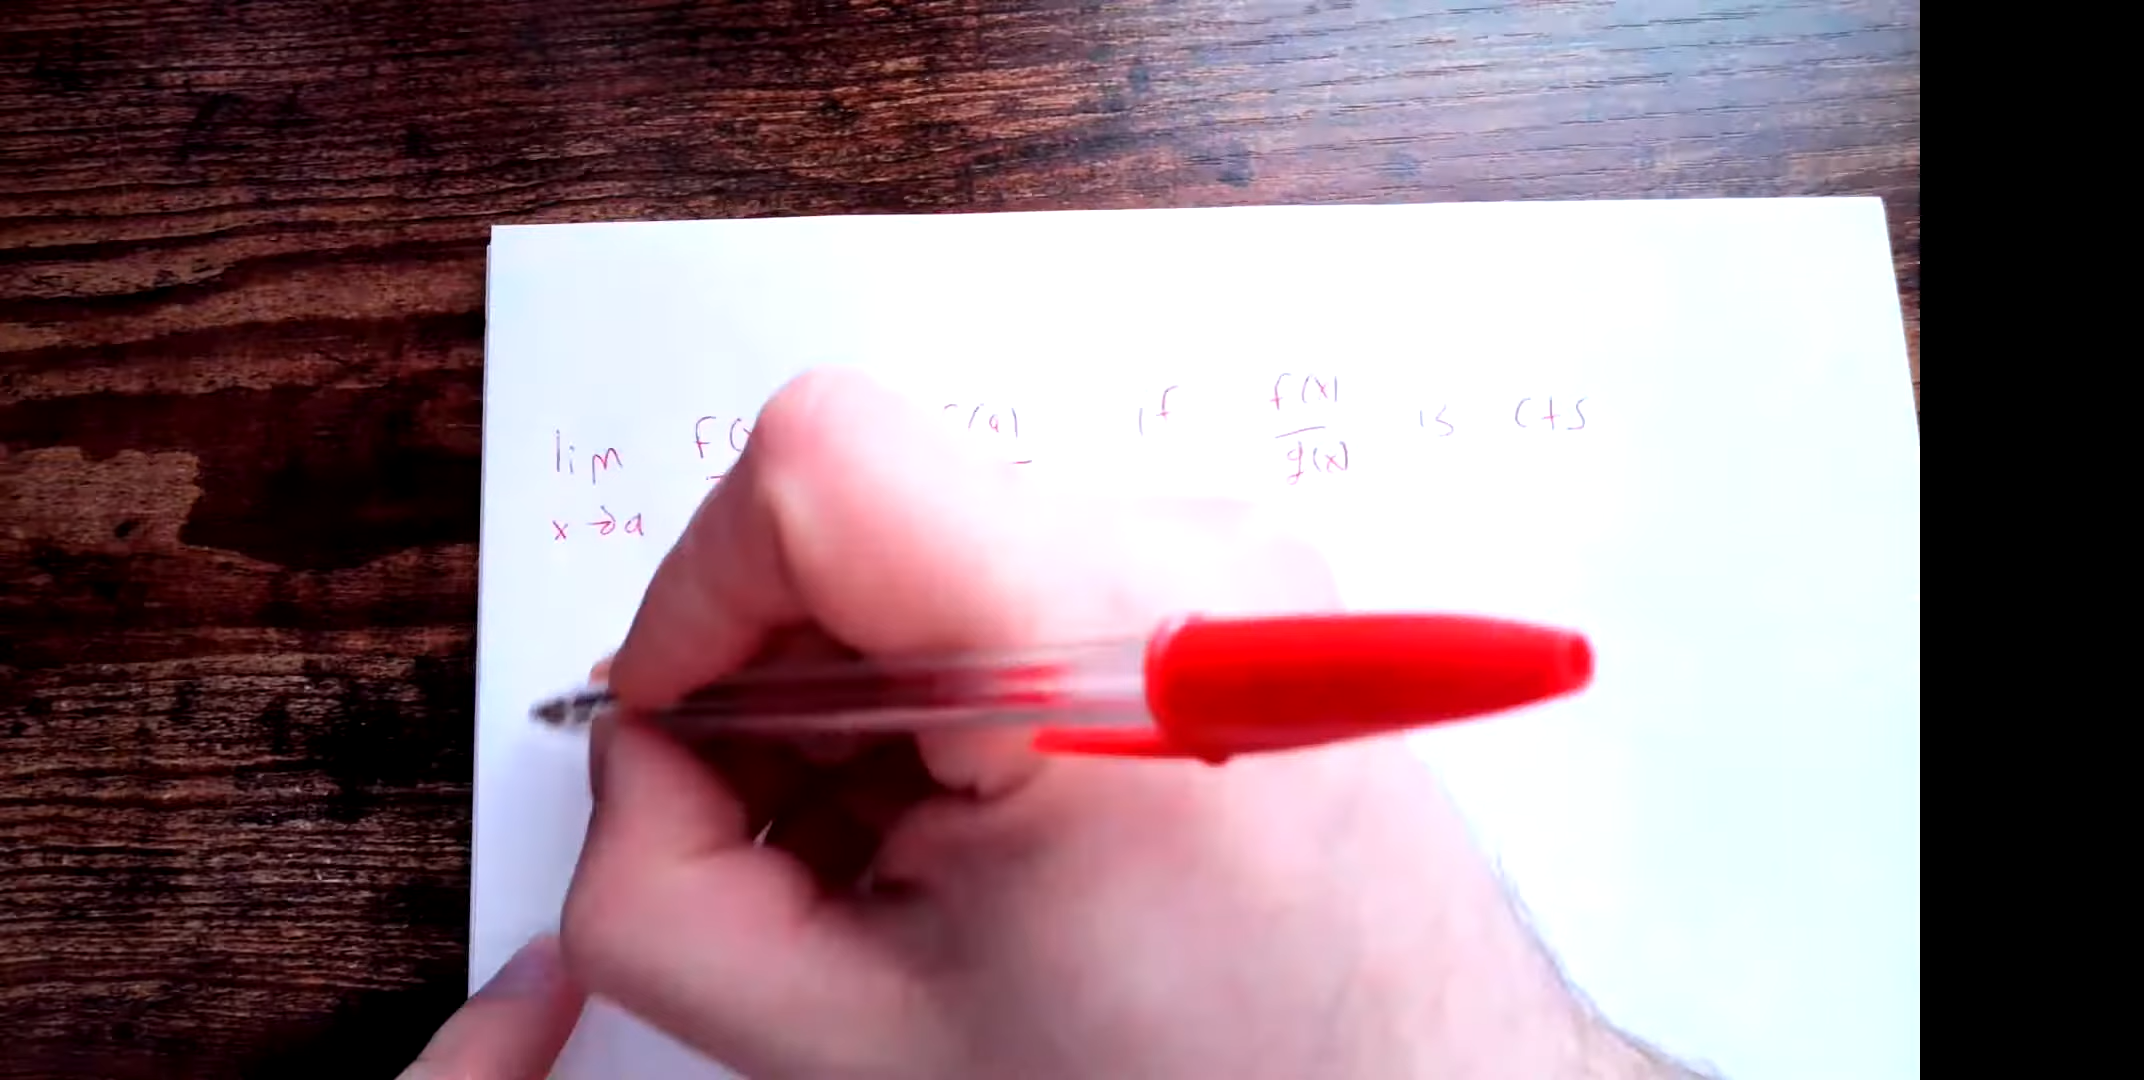 lim f(x (a) if f(x) is cts
x→a g(x)